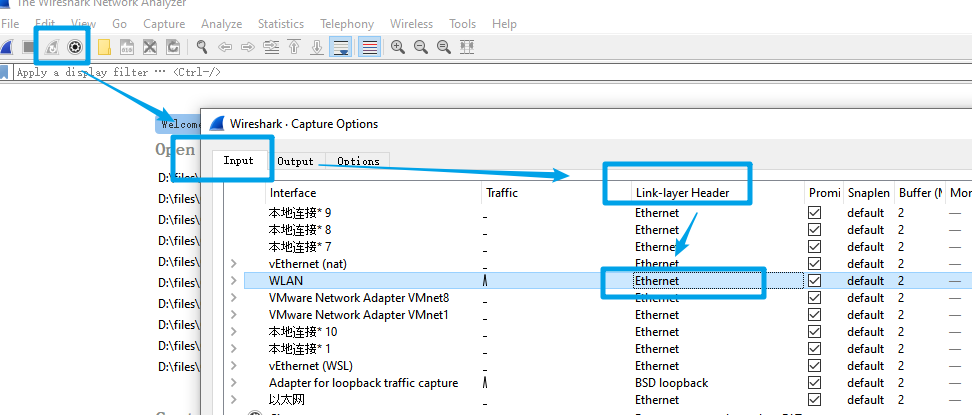 The Wireshark Network Analyzer
File Edit View Go Capture Analyze Statistics Telephony Wireless Tools Help
Apply a display filter … <Ctrl-/>
Welcome
Wireshark · Capture Options
Open
Input Output Options
D:\files\
Interface Traffic Link-layer Header Promi Snaplen Buffer (M Mon
D:\files\
本地连接* 9 _ Ethernet default 2 —
D:\files\
本地连接* 8 _ Ethernet default 2 —
本地连接* 7 _ Ethernet default 2 —
D:\files\
vEthernet (nat) _ Ethernet default 2 —
D:\files\
WLAN Ethernet default 2 —
D:\files\
VMware Network Adapter VMnet8 _ Ethernet default 2 —
D:\files\
VMware Network Adapter VMnet1 _ Ethernet default 2 —
D:\files\
本地连接* 10 _ Ethernet default 2 —
D:\files\
本地连接* 1 _ Ethernet default 2 —
D:\files\
vEthernet (WSL) _ Ethernet default 2 —
Adapter for loopback traffic capture BSD loopback default 2 —
以太网 _ Ethernet default 2 —